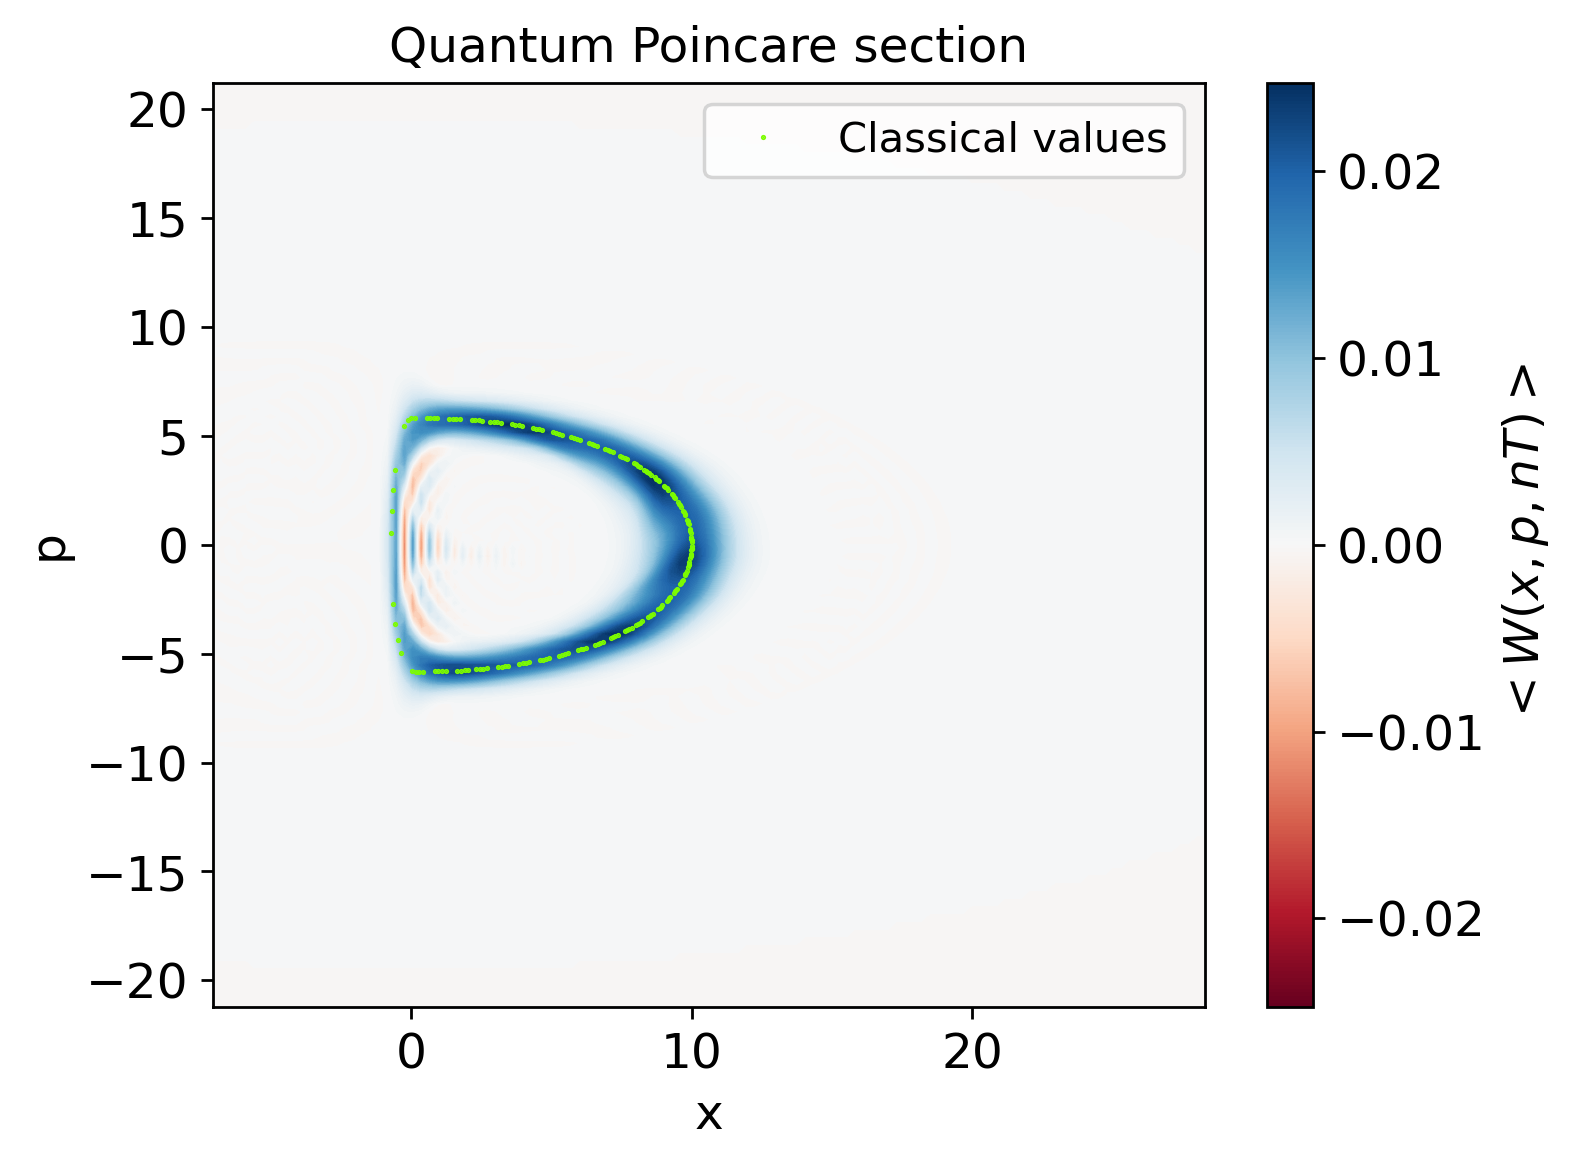 Quantum Poincare section
Classical values
20
15
10
5
0
−5
−10
−15
−20
p
0 10 20
x
0.02
0.01
0.00
−0.01
−0.02
< W(x, p, nT) >